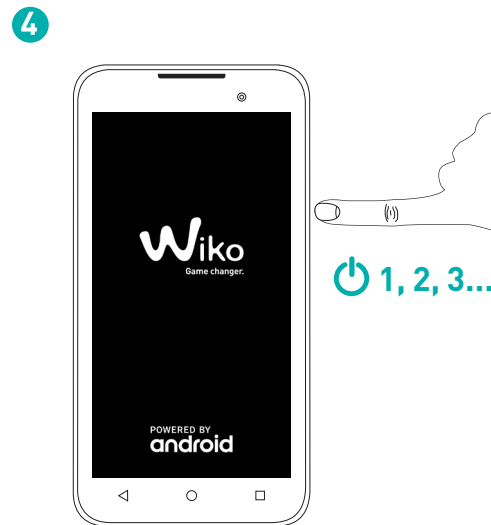 4
Wiko
Game changer.
1, 2, 3...
POWERED BY
android